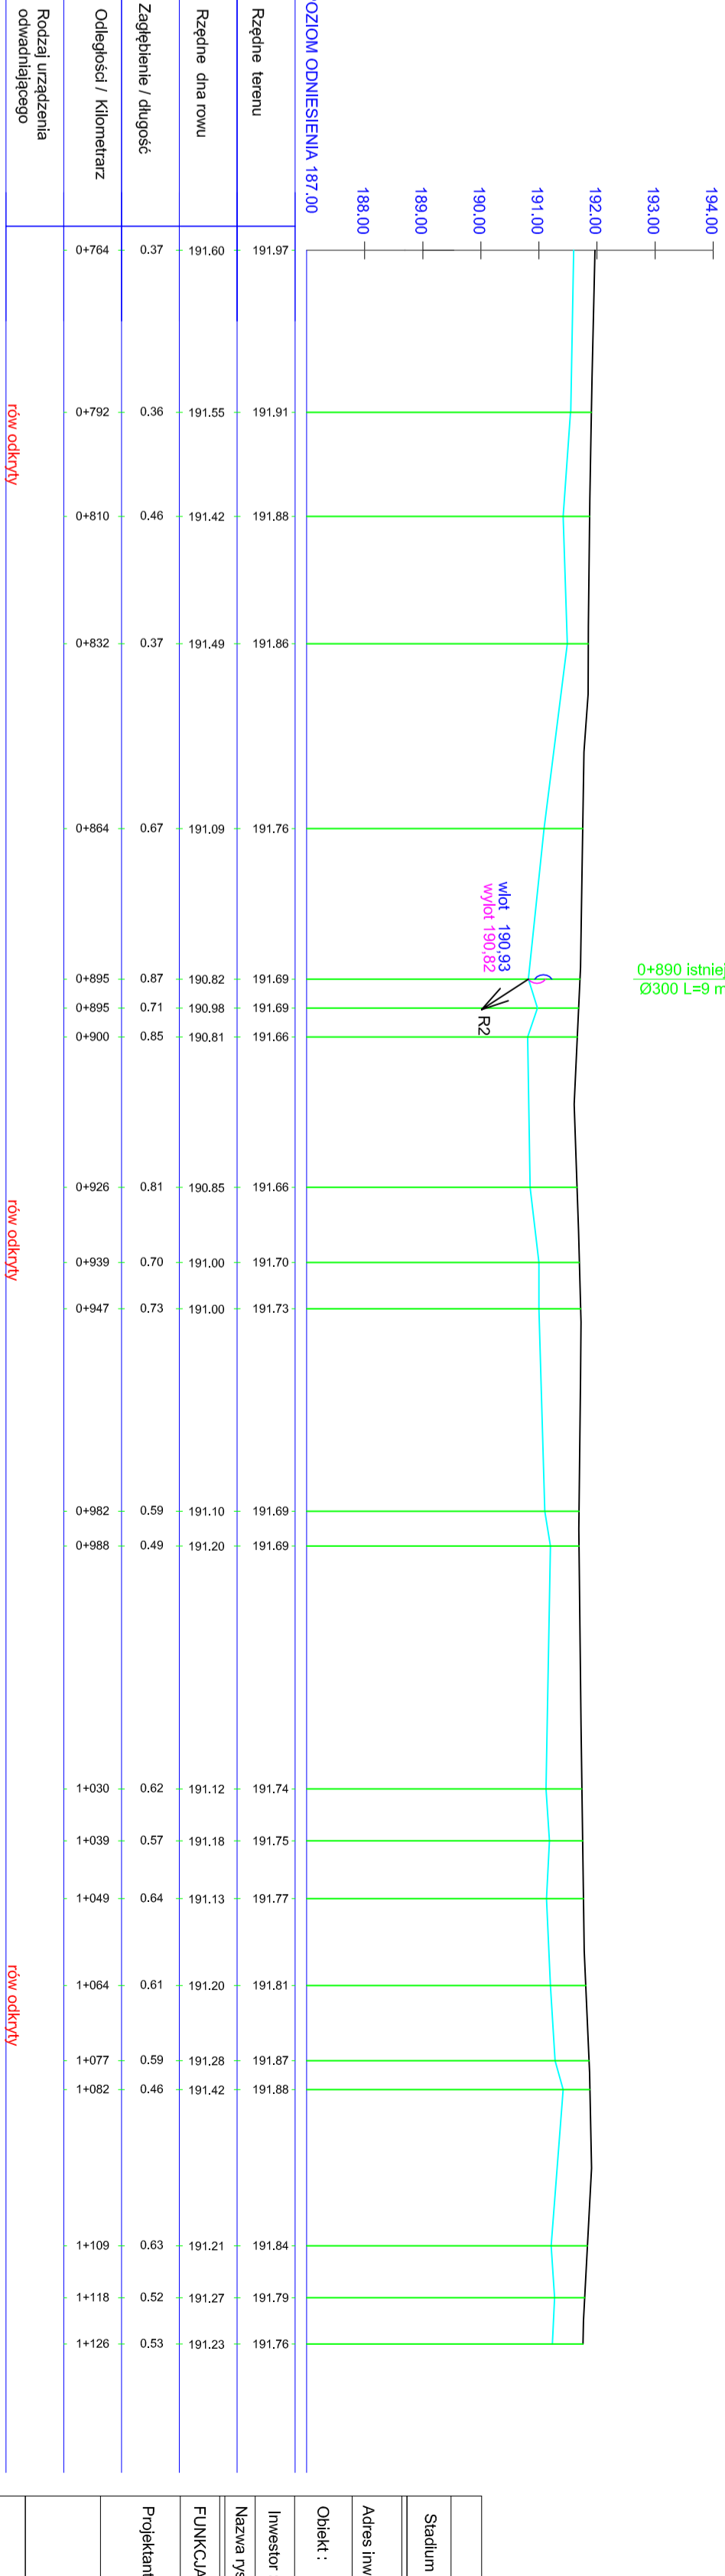 194.00
193.00
192.00
191.00
190.00
189.00
188.00
POZIOM ODNIESIENIA 187.00
0+890 istniej
Ø300 L=9 m
wlot 190,93
wylot 190,82
R2
Rzędne terenu
191.97 191.91 191.88 191.86 191.76 191.69 191.69 191.66 191.66 191.70 191.73 191.69 191.69 191.74 191.75 191.77 191.81 191.87 191.88 191.84 191.79 191.76
Rzędne dna rowu
191.60 191.55 191.42 191.49 191.09 190.82 190.98 190.81 190.85 191.00 191.00 191.10 191.20 191.12 191.18 191.13 191.20 191.28 191.42 191.21 191.27 191.23
Zagłębienie / długość
0.37 0.36 0.46 0.37 0.67 0.87 0.71 0.85 0.81 0.70 0.73 0.59 0.49 0.62 0.57 0.64 0.61 0.59 0.46 0.63 0.52 0.53
Odległości / Kilometrarz
0+764 0+792 0+810 0+832 0+864 0+895 0+895 0+900 0+926 0+939 0+947 0+982 0+988 1+030 1+039 1+049 1+064 1+077 1+082 1+109 1+118 1+126
Rodzaj urządzenia
odwadniającego
rów odkryty rów odkryty rów odkryty
Stadium
Adres inw
Obiekt :
Inwestor
Nazwa rys
FUNKCJA
Projektant